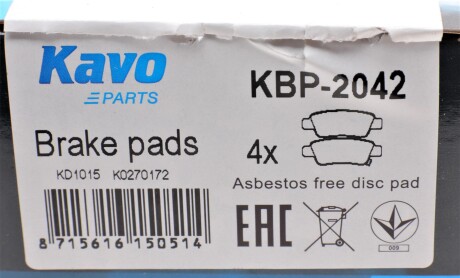 Kavo
PARTS
KBP-2042
Brake pads
KD1015 K0270172
4x
Asbestos free disc pad
8 715616 150514
EAC